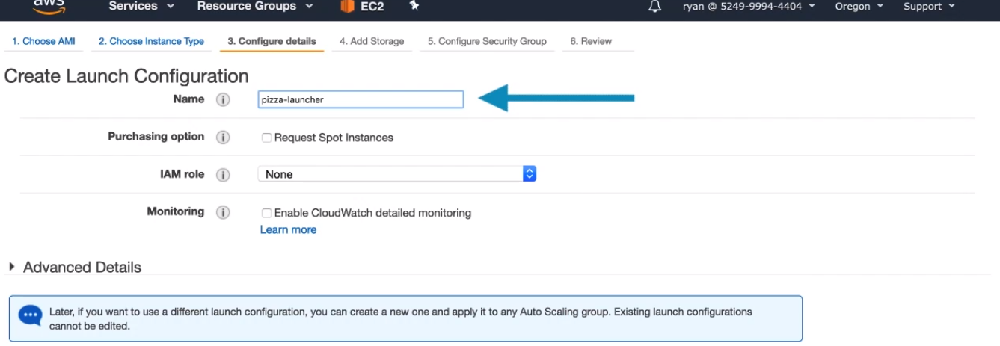 aws Services Resource Groups EC2 ryan @ 5249-9994-4404 Oregon Support
1. Choose AMI 2. Choose Instance Type 3. Configure details 4. Add Storage 5. Configure Security Group 6. Review
Create Launch Configuration
Name i pizza-launcher
Purchasing option i Request Spot Instances
IAM role i None
Monitoring i Enable CloudWatch detailed monitoring
Learn more
Advanced Details
Later, if you want to use a different launch configuration, you can create a new one and apply it to any Auto Scaling group. Existing launch configurations
cannot be edited.